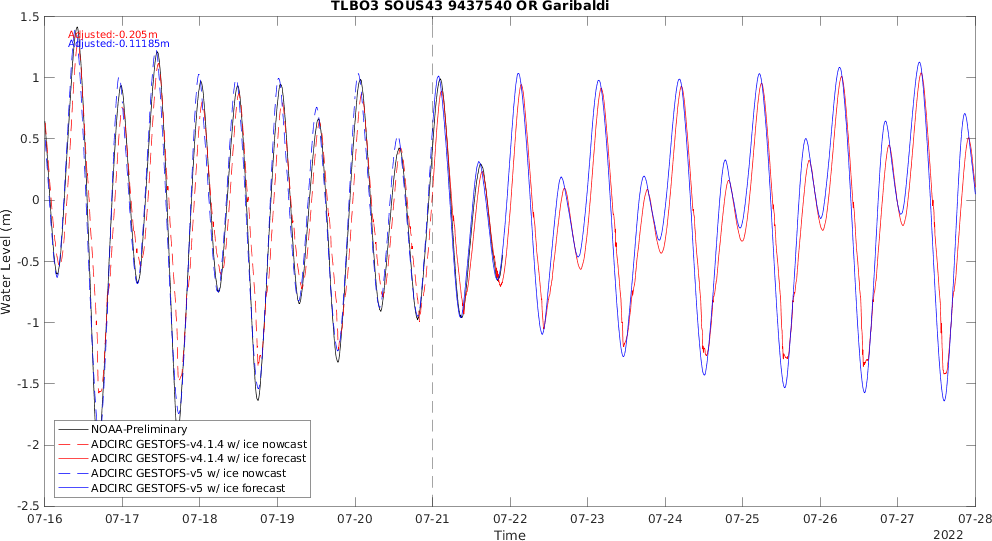 TLBO3 SOUS43 9437540 OR Garibaldi
Adjusted:-0.205m
Adjusted:-0.11185m
Water Level (m)
1.5
1
0.5
0
-0.5
-1
-1.5
-2
-2.5
NOAA-Preliminary
ADCIRC GESTOFS-v4.1.4 w/ ice nowcast
ADCIRC GESTOFS-v4.1.4 w/ ice forecast
ADCIRC GESTOFS-v5 w/ ice nowcast
ADCIRC GESTOFS-v5 w/ ice forecast
07-16 07-17 07-18 07-19 07-20 07-21 07-22 07-23 07-24 07-25 07-26 07-27 07-28
Time
2022